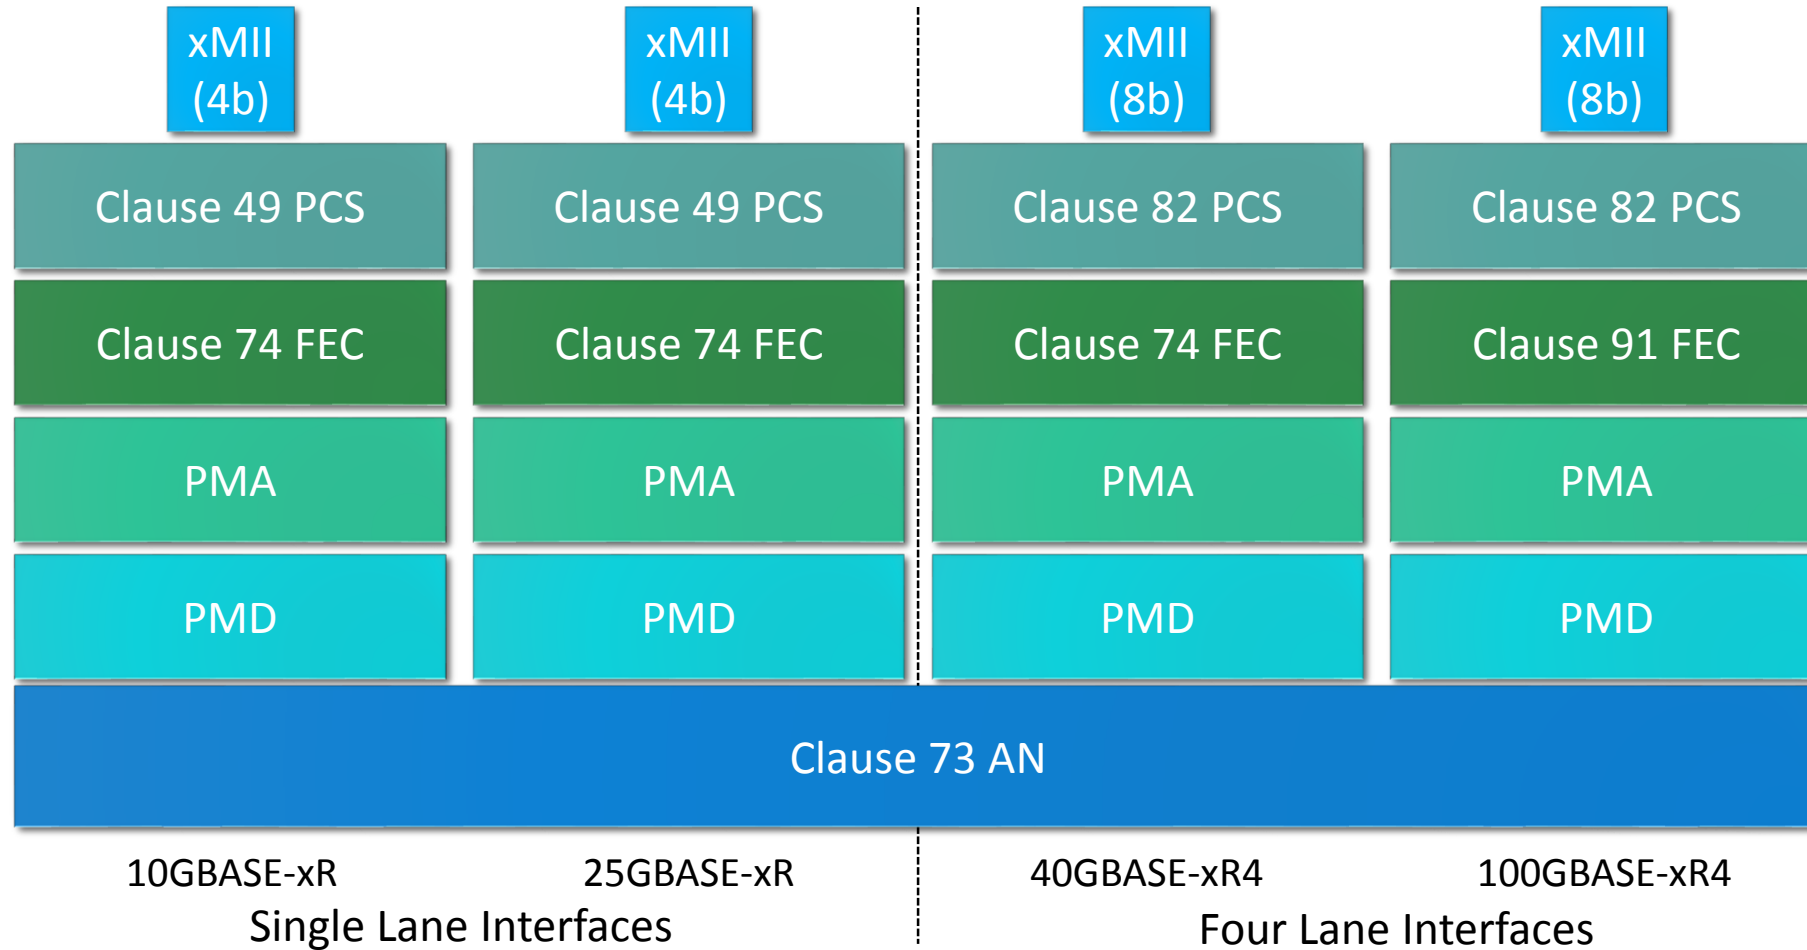 xMII
(4b)
xMII
(4b)
xMII
(8b)
xMII
(8b)
Clause 49 PCS
Clause 49 PCS
Clause 82 PCS
Clause 82 PCS
Clause 74 FEC
Clause 74 FEC
Clause 74 FEC
Clause 91 FEC
PMA
PMA
PMA
PMA
PMD
PMD
PMD
PMD
Clause 73 AN
10GBASE-xR
25GBASE-xR
40GBASE-xR4
100GBASE-xR4
Single Lane Interfaces
Four Lane Interfaces